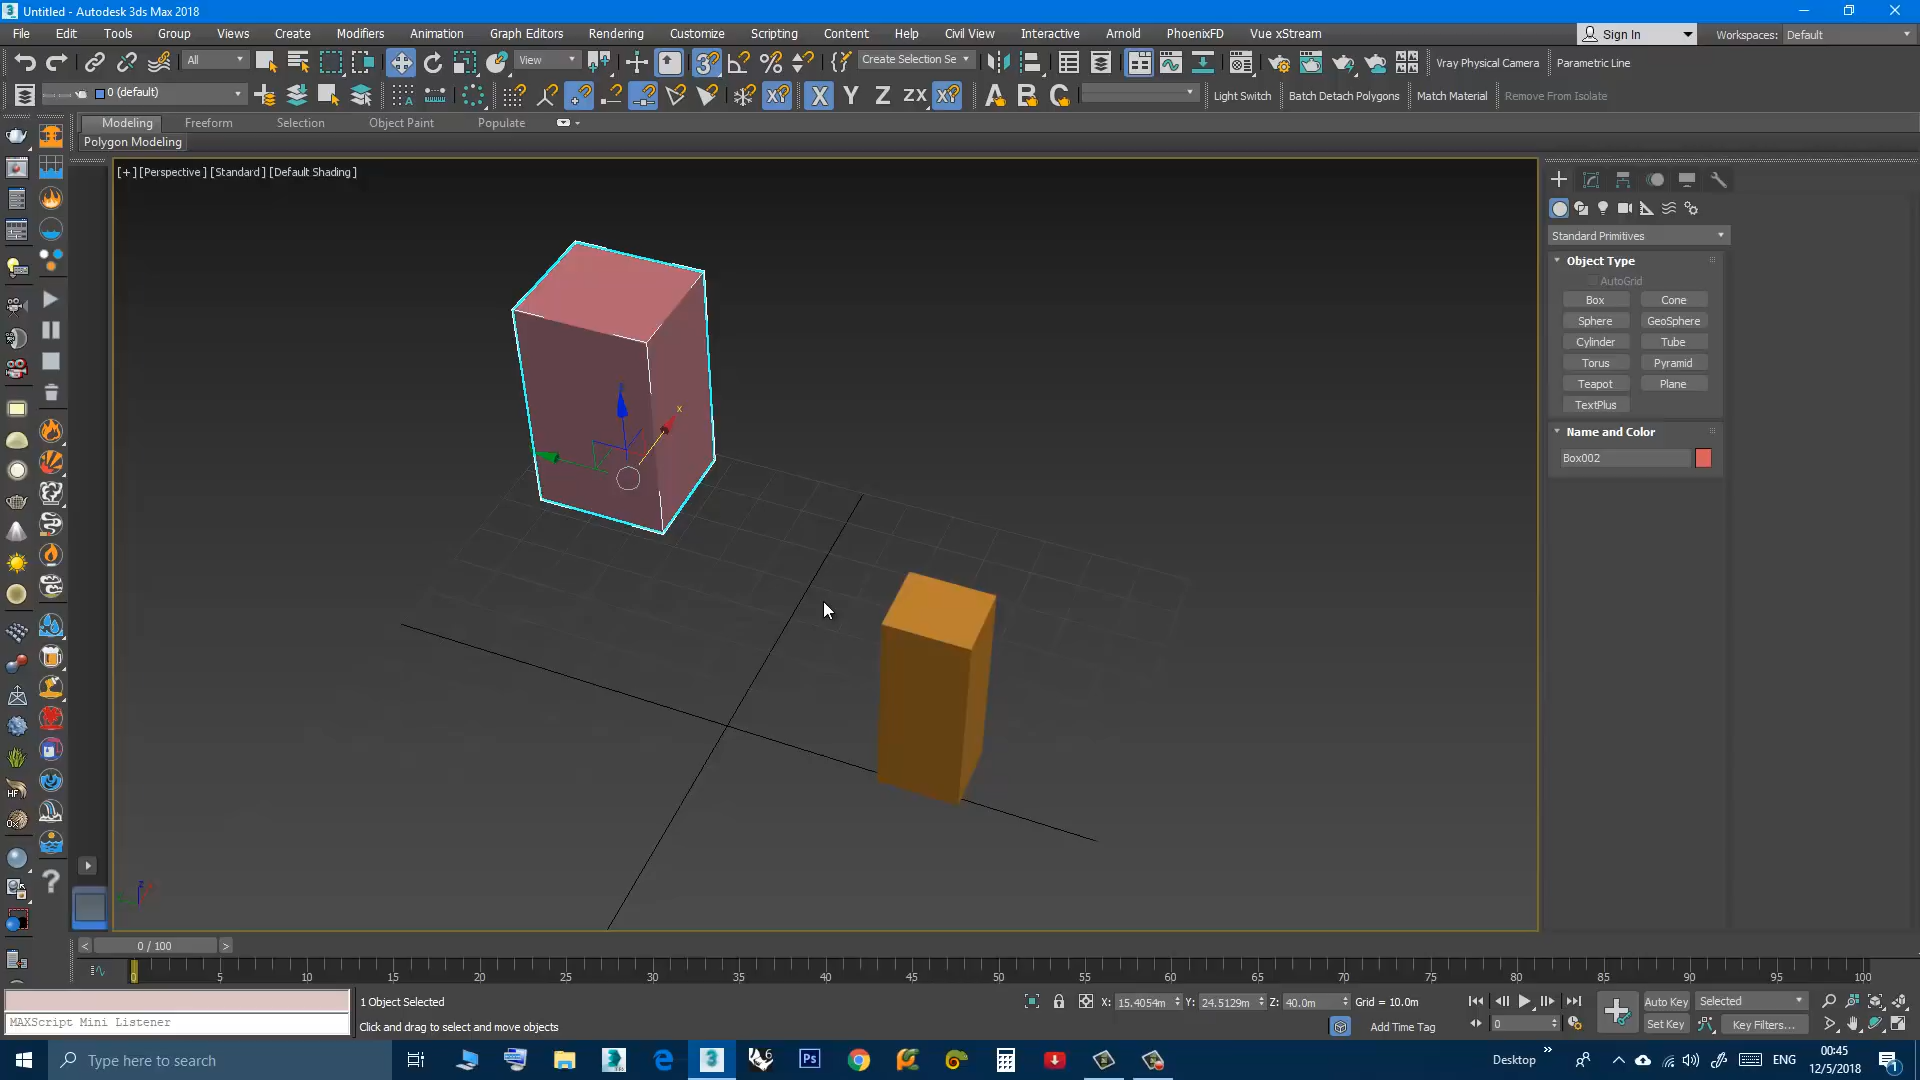 Untitled - Autodesk 3ds Max 2018
File Edit Tools Group Views Create Modifiers Animation Graph Editors Rendering Customize Scripting Content Help Civil View Interactive Arnold PhoenixFD Vue xStream
Sign In
Workspaces: Default
All
View
Create Selection Se
Vray Physical Camera
Parametric Line
0 (default)
X Y Z ZX XY
A B C
Light Switch
Batch Detach Polygons
Match Material
Remove From Isolate
Modeling Freeform Selection Object Paint Populate
Polygon Modeling
[+] [Perspective ] [Standard ] [Default Shading ]
Standard Primitives
Object Type
AutoGrid
Box Cone
Sphere GeoSphere
Cylinder Tube
Torus Pyramid
Teapot Plane
TextPlus
Name and Color
Box002
x
z
< 0 / 100 >
0 5 10 15 20 25 30 35 40 45 50 55 60 65 70 75 80 85 90 95 100
MAXScript Mini Listener
1 Object Selected
Click and drag to select and move objects
X: 15.4054m Y: 24.5129m Z: 40.0m Grid = 10.0m
Add Time Tag
Auto Key Selected
Set Key Key Filters...
0
Type here to search
Desktop
ENG
00:45
12/5/2018